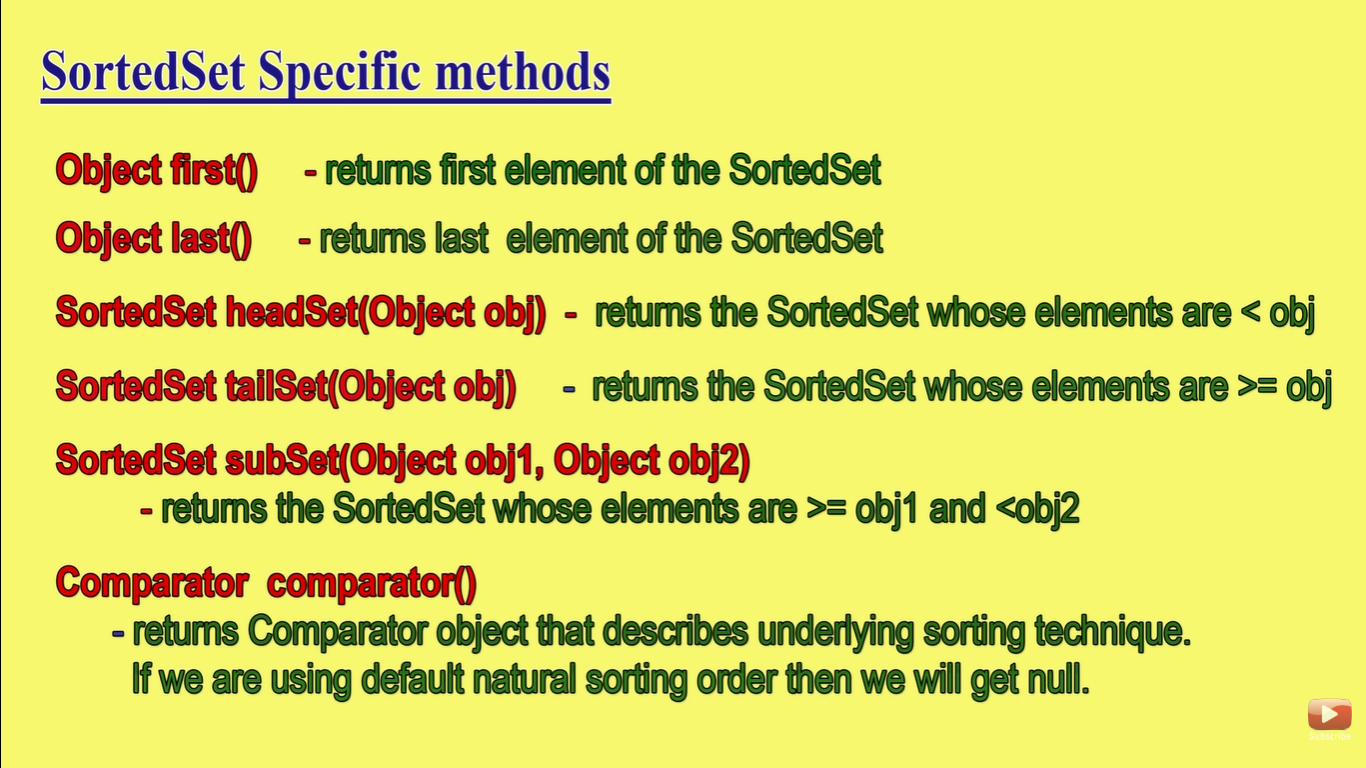 SortedSet Specific methods
Object first() - returns first element of the SortedSet
Object last() - returns last element of the SortedSet
SortedSet headSet(Object obj) - returns the SortedSet whose elements are < obj
SortedSet tailSet(Object obj) - returns the SortedSet whose elements are >= obj
SortedSet subSet(Object obj1, Object obj2)
- returns the SortedSet whose elements are >= obj1 and <obj2
Comparator comparator()
- returns Comparator object that describes underlying sorting technique.
If we are using default natural sorting order then we will get null.
Subscribe